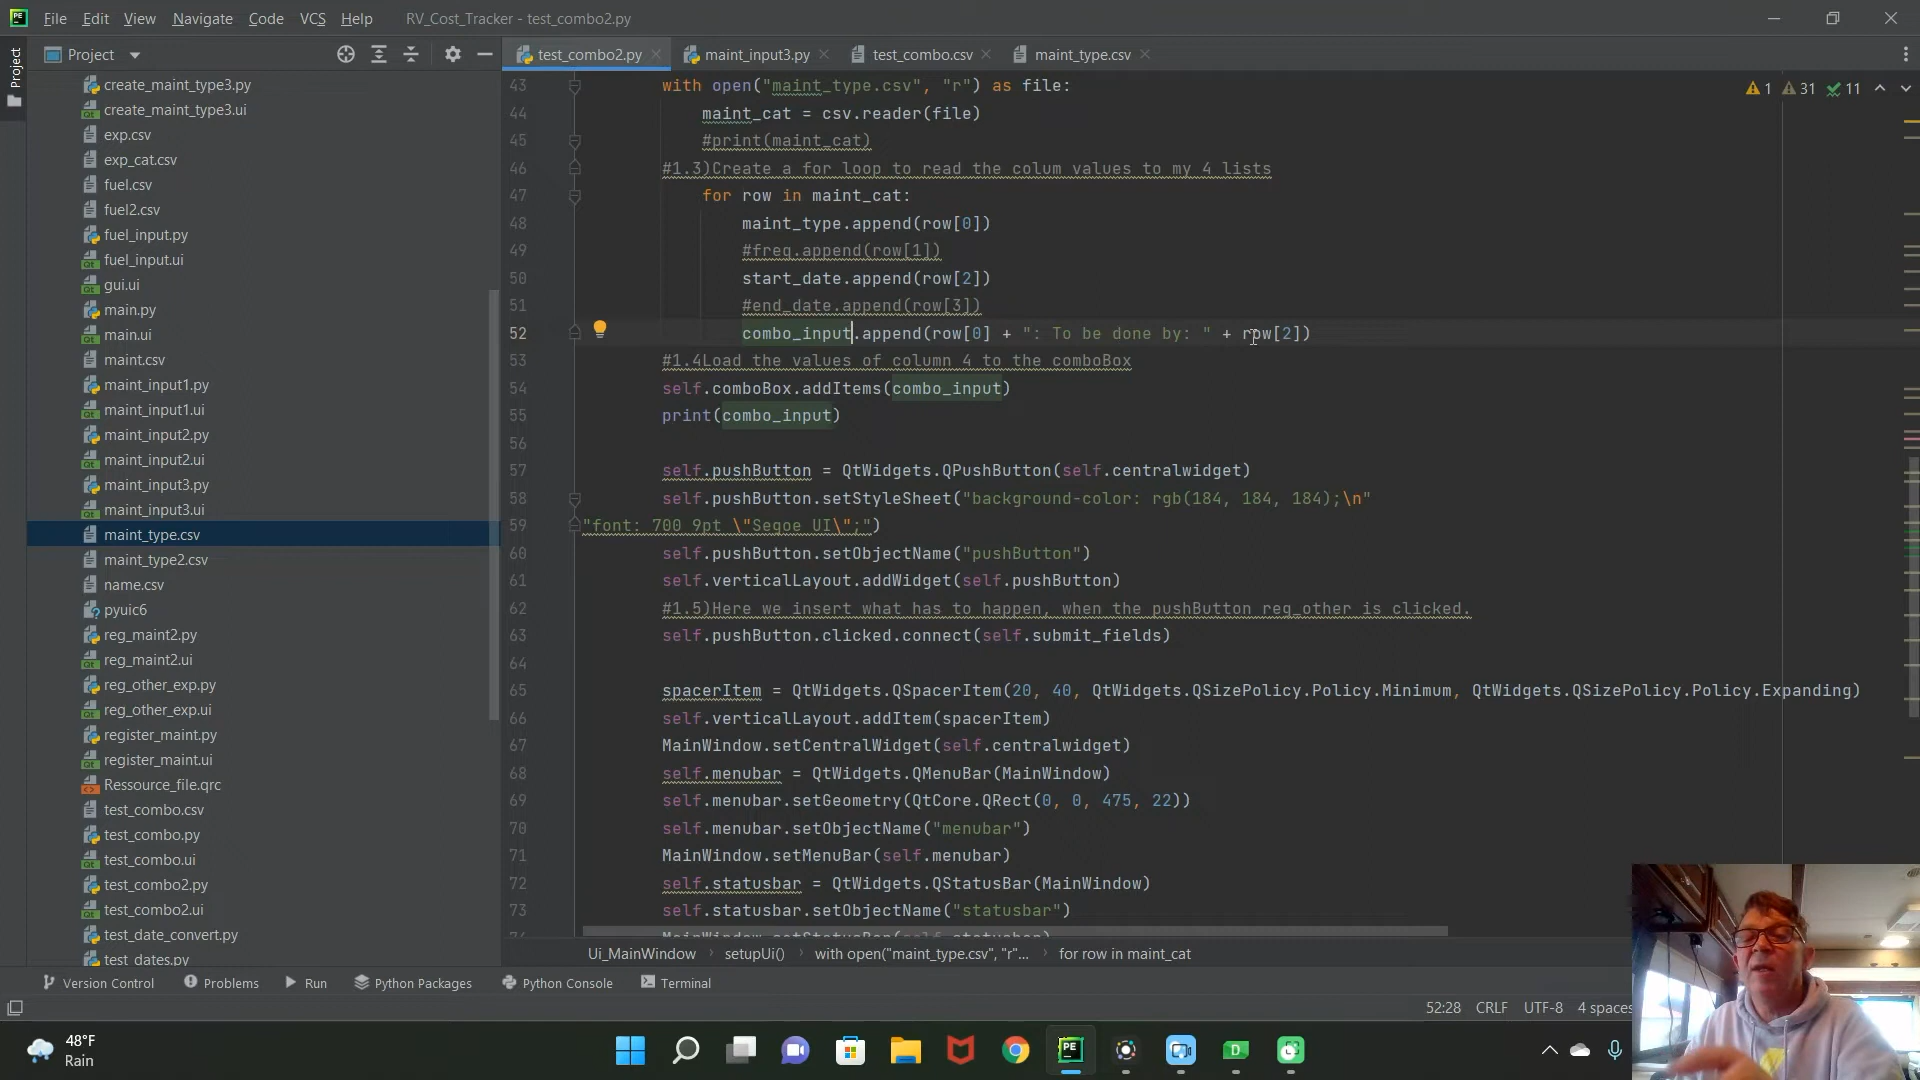 PE File Edit View Navigate Code VCS Help RV_Cost_Tracker - test_combo2.py
Project
Project
create_maint_type3.py
create_maint_type3.ui
exp.csv
exp_cat.csv
fuel.csv
fuel2.csv
fuel_input.py
fuel_input.ui
gui.ui
main.py
main.ui
maint.csv
maint_input1.py
maint_input1.ui
maint_input2.py
maint_input2.ui
maint_input3.py
maint_input3.ui
maint_type.csv
maint_type2.csv
name.csv
pyuic6
reg_maint2.py
reg_maint2.ui
reg_other_exp.py
reg_other_exp.ui
register_maint.py
register_maint.ui
Ressource_file.qrc
test_combo.csv
test_combo.py
test_combo.ui
test_combo2.py
test_combo2.ui
test_date_convert.py
test_dates.py
test_combo2.py maint_input3.py test_combo.csv maint_type.csv
1 31 11
43 with open("maint_type.csv", "r") as file:
44 maint_cat = csv.reader(file)
45 #print(maint_cat)
46 #1.3)Create a for loop to read the colum values to my 4 lists
47 for row in maint_cat:
48 maint_type.append(row[0])
49 #freq.append(row[1])
50 start_date.append(row[2])
51 #end_date.append(row[3])
52 combo_input.append(row[0] + ": To be done by: " + row[2])
53 #1.4Load the values of column 4 to the comboBox
54 self.comboBox.addItems(combo_input)
55 print(combo_input)
56
57 self.pushButton = QtWidgets.QPushButton(self.centralwidget)
58 self.pushButton.setStyleSheet("background-color: rgb(184, 184, 184);\n"
59 "font: 700 9pt \"Segoe UI\";")
60 self.pushButton.setObjectName("pushButton")
61 self.verticalLayout.addWidget(self.pushButton)
62 #1.5)Here we insert what has to happen, when the pushButton reg_other is clicked.
63 self.pushButton.clicked.connect(self.submit_fields)
64
65 spacerItem = QtWidgets.QSpacerItem(20, 40, QtWidgets.QSizePolicy.Policy.Minimum, QtWidgets.QSizePolicy.Policy.Expanding)
66 self.verticalLayout.addItem(spacerItem)
67 MainWindow.setCentralWidget(self.centralwidget)
68 self.menubar = QtWidgets.QMenuBar(MainWindow)
69 self.menubar.setGeometry(QtCore.QRect(0, 0, 475, 22))
70 self.menubar.setObjectName("menubar")
71 MainWindow.setMenuBar(self.menubar)
72 self.statusbar = QtWidgets.QStatusBar(MainWindow)
73 self.statusbar.setObjectName("statusbar")
Ui_MainWindow setupUi() with open("maint_type.csv", "r"... for row in maint_cat
Version Control Problems Run Python Packages Python Console Terminal
52:28 CRLF UTF-8 4 spaces
48°F
Rain
PE
D